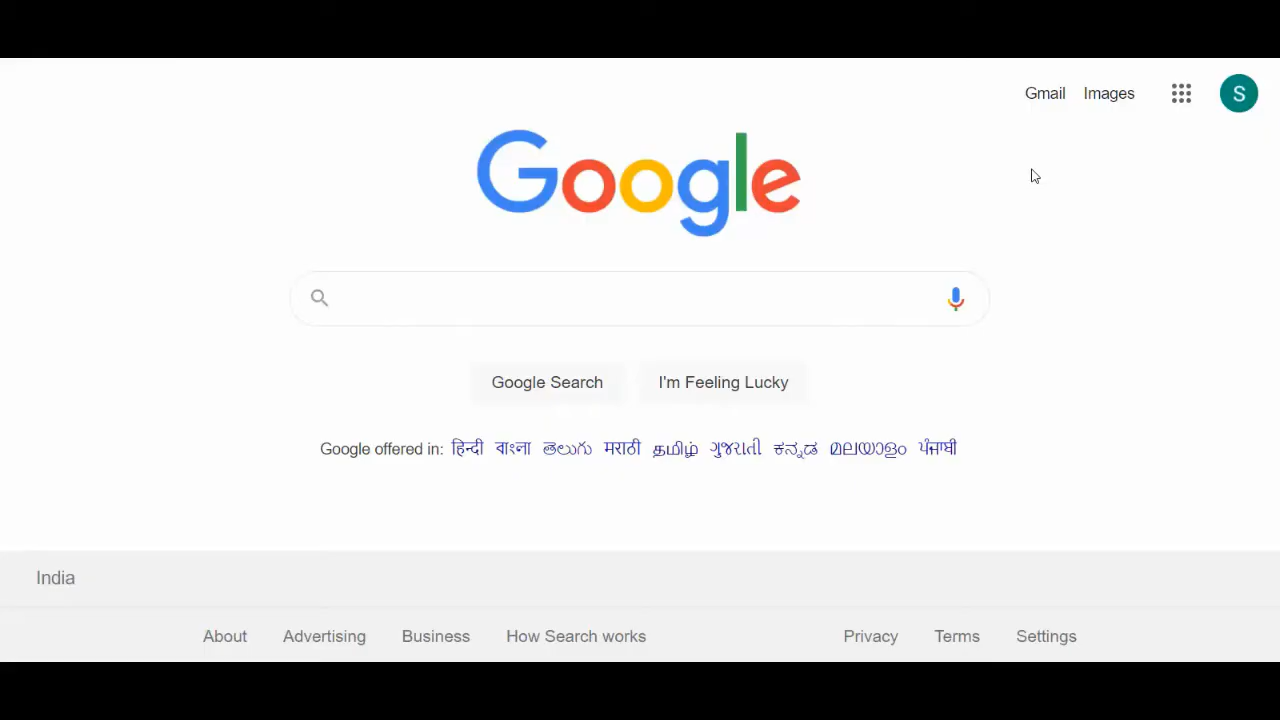 Gmail Images S
Google
Google Search I'm Feeling Lucky
Google offered in: हिन्दी বাংলা తెలుగు मराठी தமிழ் ગુજરાતી ಕನ್ನಡ മലയാളം ਪੰਜਾਬੀ
India
About Advertising Business How Search works Privacy Terms Settings